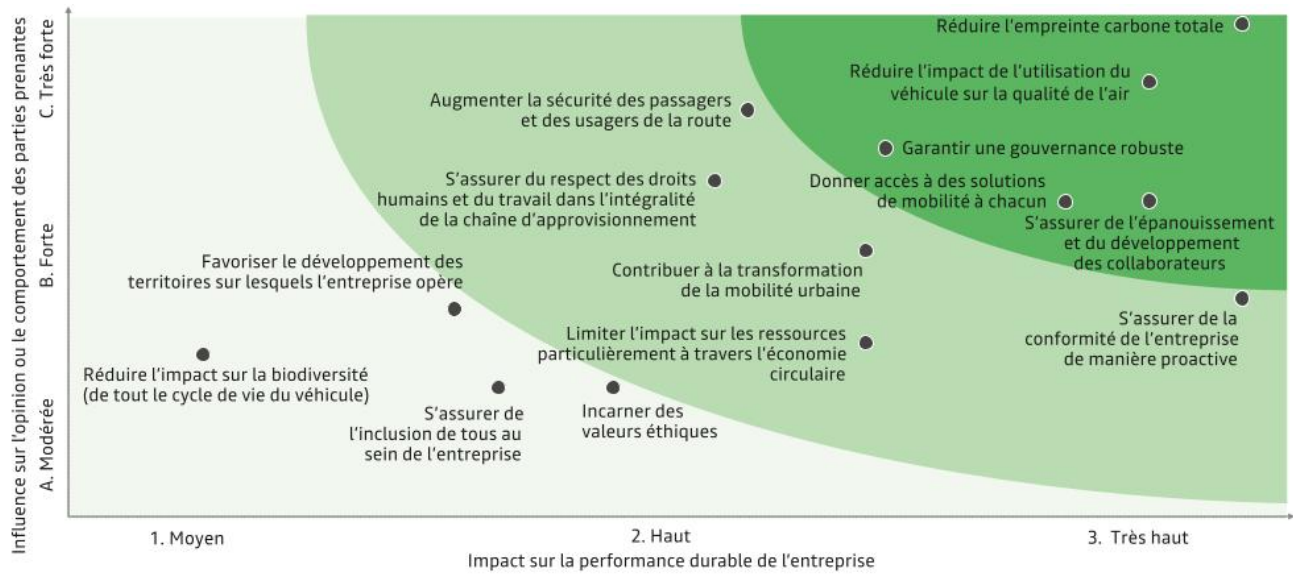 Influence sur l'opinion ou le comportement des parties prenantes
C. Très forte
B. Forte
A. Modérée
Réduire l'empreinte carbone totale
Réduire l'impact de l'utilisation du
véhicule sur la qualité de l'air
Augmenter la sécurité des passagers
et des usagers de la route
Garantir une gouvernance robuste
S'assurer du respect des droits
humains et du travail dans l'intégralité
de la chaîne d'approvisionnement
Donner accès à des solutions
de mobilité à chacun
S'assurer de l'épanouissement
et du développement
des collaborateurs
Favoriser le développement des
territoires sur lesquels l'entreprise opère
Contribuer à la transformation
de la mobilité urbaine
S'assurer de la
conformité de l'entreprise
de manière proactive
Limiter l'impact sur les ressources
particulièrement à travers l'économie
circulaire
Réduire l'impact sur la biodiversité
(de tout le cycle de vie du véhicule)
S'assurer de
l'inclusion de tous au
sein de l'entreprise
Incarner des
valeurs éthiques
1. Moyen
2. Haut
3. Très haut
Impact sur la performance durable de l'entreprise